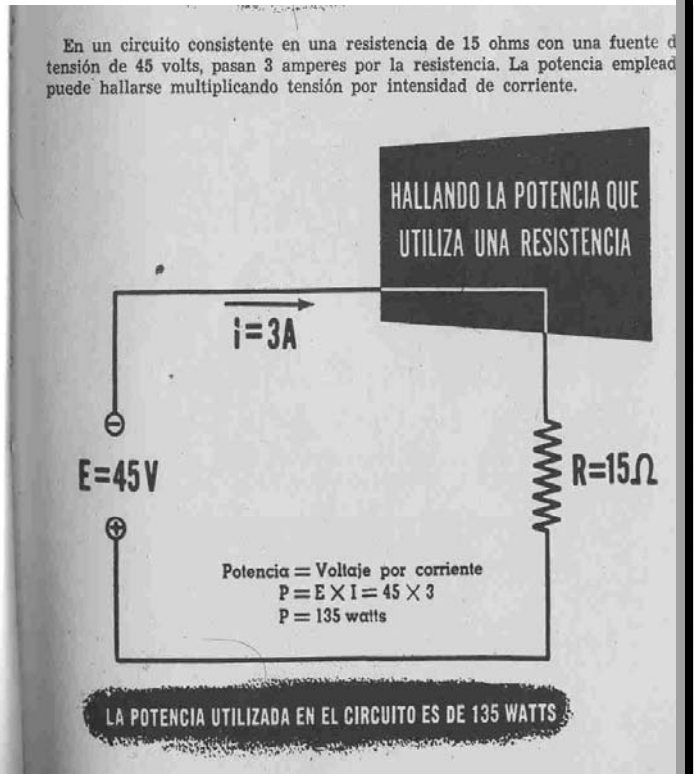 En un circuito consistente en una resistencia de 15 ohms con una fuente d
tensión de 45 volts, pasan 3 amperes por la resistencia. La potencia emplead
puede hallarse multiplicando tensión por intensidad de corriente.
HALLANDO LA POTENCIA QUE
UTILIZA UNA RESISTENCIA
i=3A
E=45V
R=15Ω
Potencia = Voltaje por corriente
P = E X I = 45 X 3
P = 135 watts
LA POTENCIA UTILIZADA EN EL CIRCUITO ES DE 135 WATTS